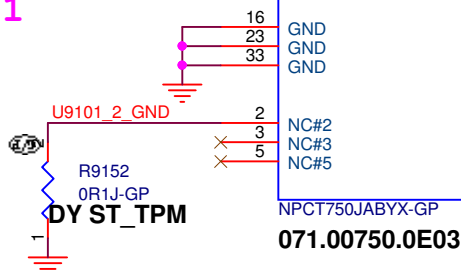 1
16 GND
23 GND
33 GND
U9101_2_GND
2 NC#2
3 NC#3
5 NC#5
R9152
0R1J-GP
DY ST_TPM
1
NPCT750JABYX-GP
071.00750.0E03